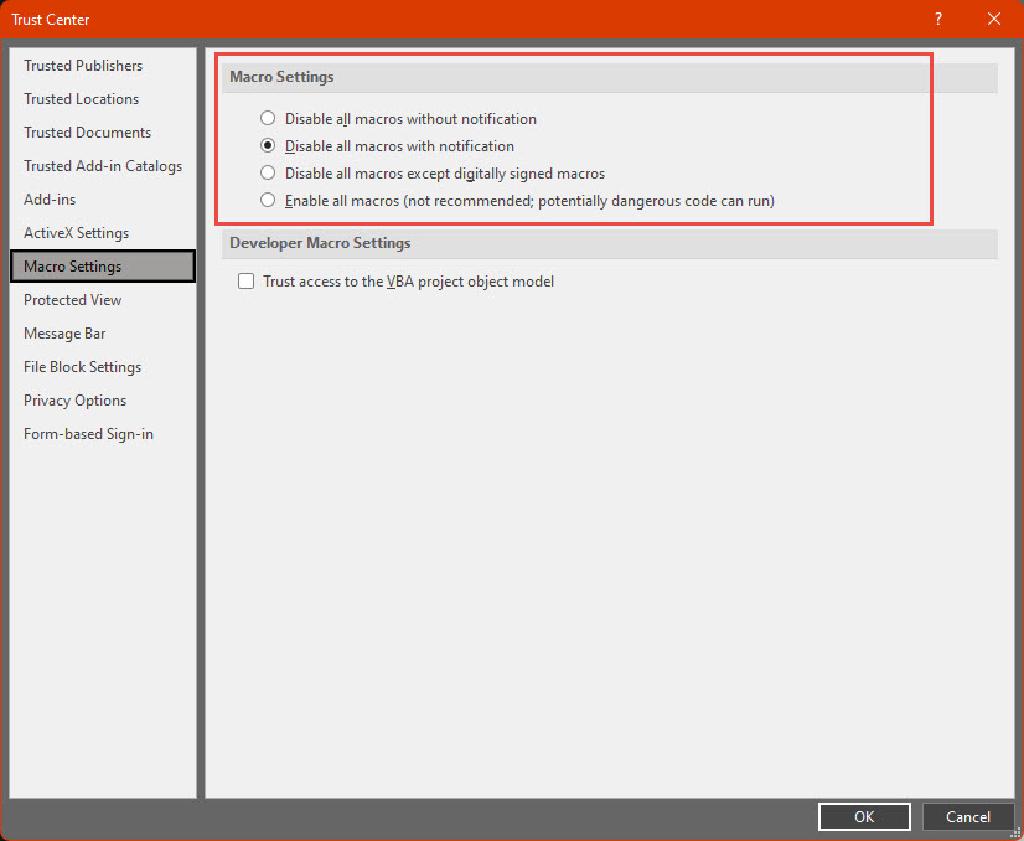 Trust Center
?
Trusted Publishers
Trusted Locations
Trusted Documents
Trusted Add-in Catalogs
Add-ins
ActiveX Settings
Macro Settings
Protected View
Message Bar
File Block Settings
Privacy Options
Form-based Sign-in
Macro Settings
Disable all macros without notification
Disable all macros with notification
Disable all macros except digitally signed macros
Enable all macros (not recommended; potentially dangerous code can run)
Developer Macro Settings
Trust access to the VBA project object model
OK
Cancel